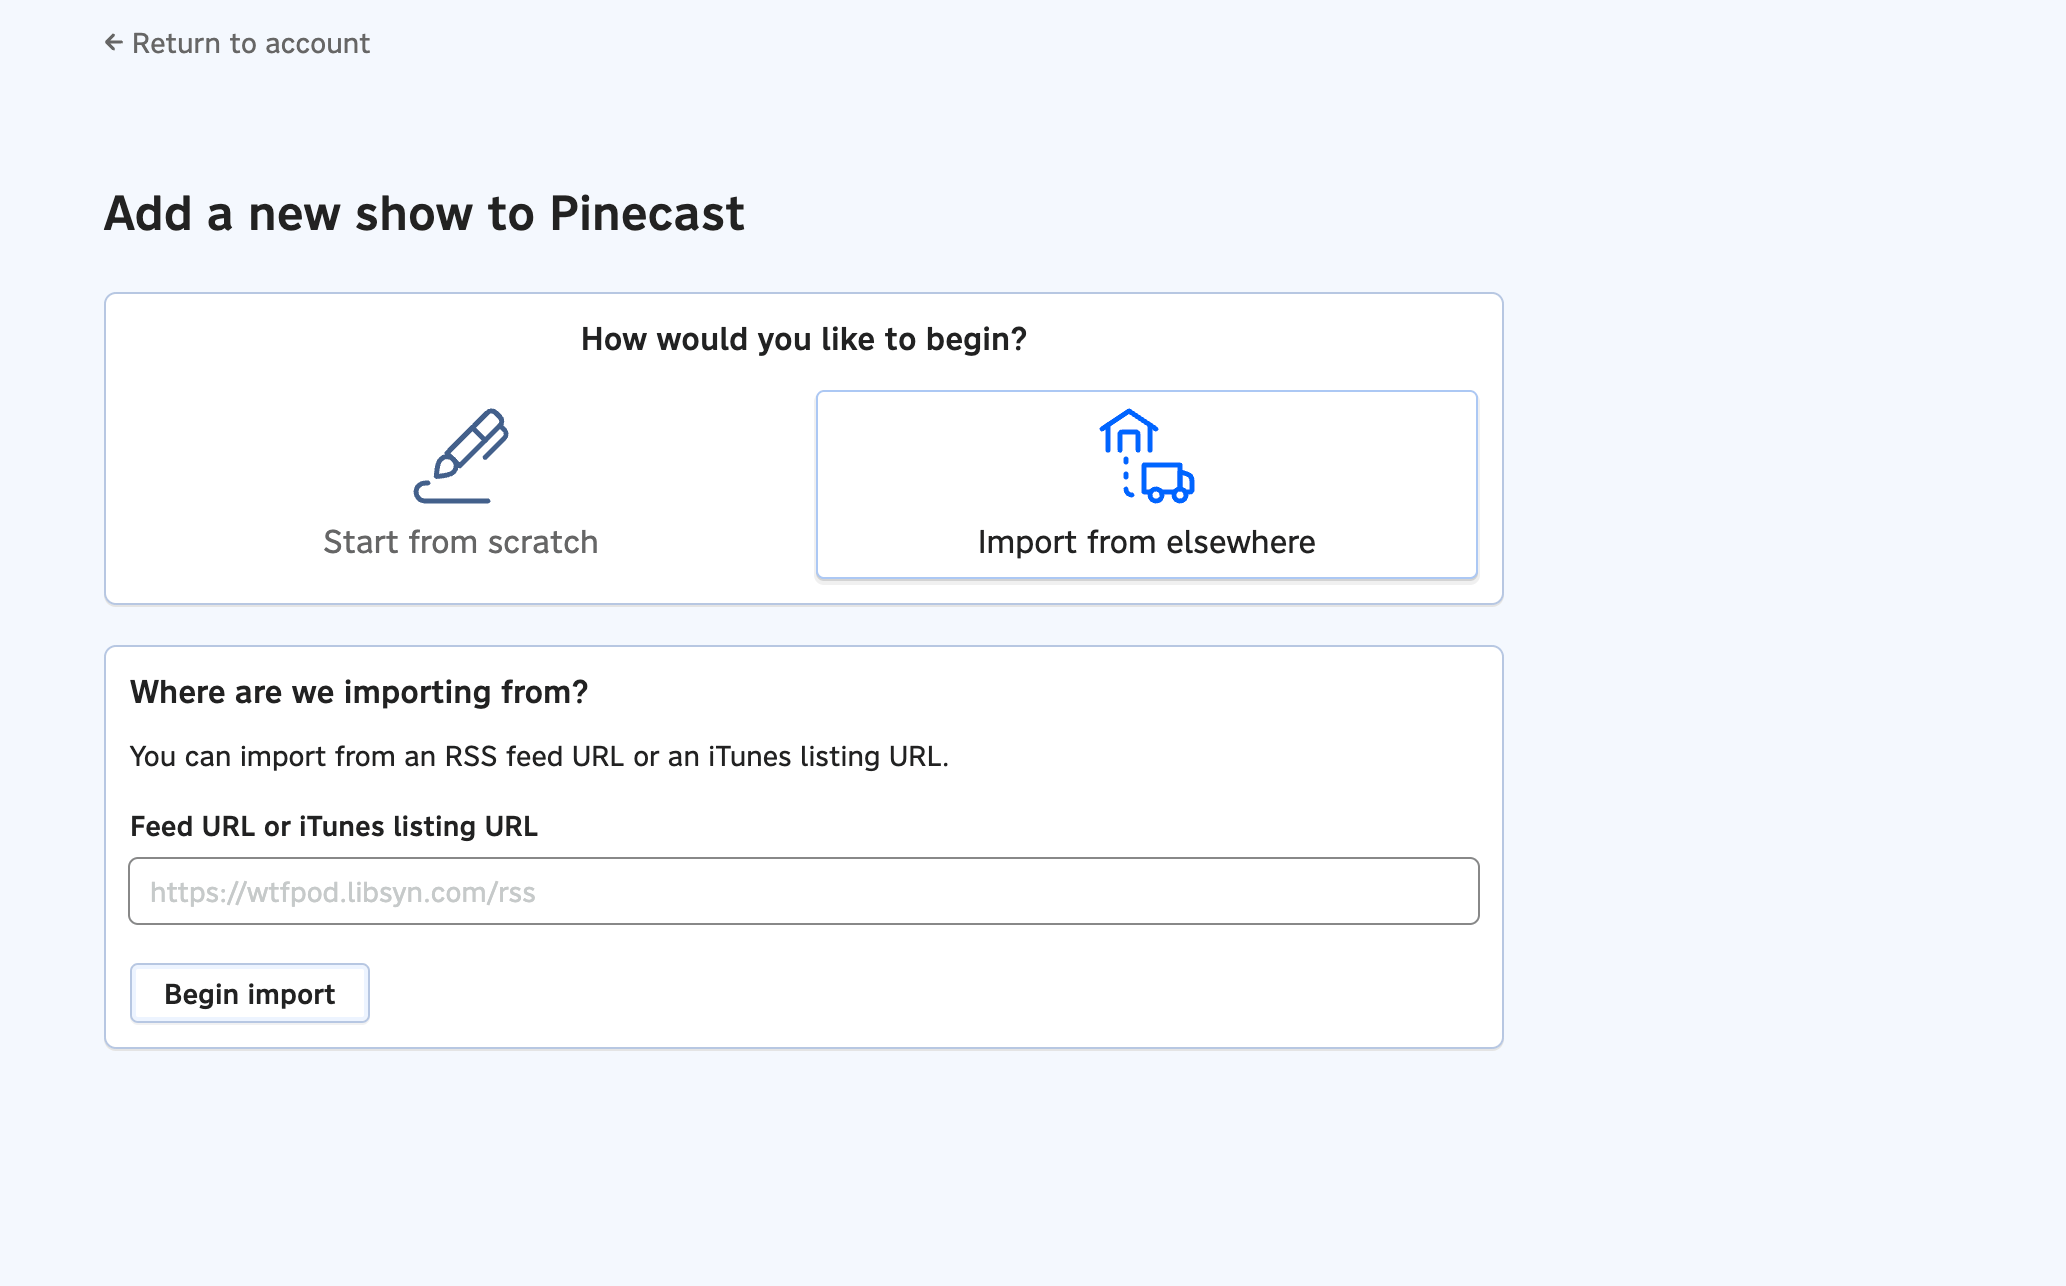 ← Return to account
Add a new show to Pinecast
How would you like to begin?
Start from scratch
Import from elsewhere
Where are we importing from?
You can import from an RSS feed URL or an iTunes listing URL.
Feed URL or iTunes listing URL
https://wtfpod.libsyn.com/rss
Begin import